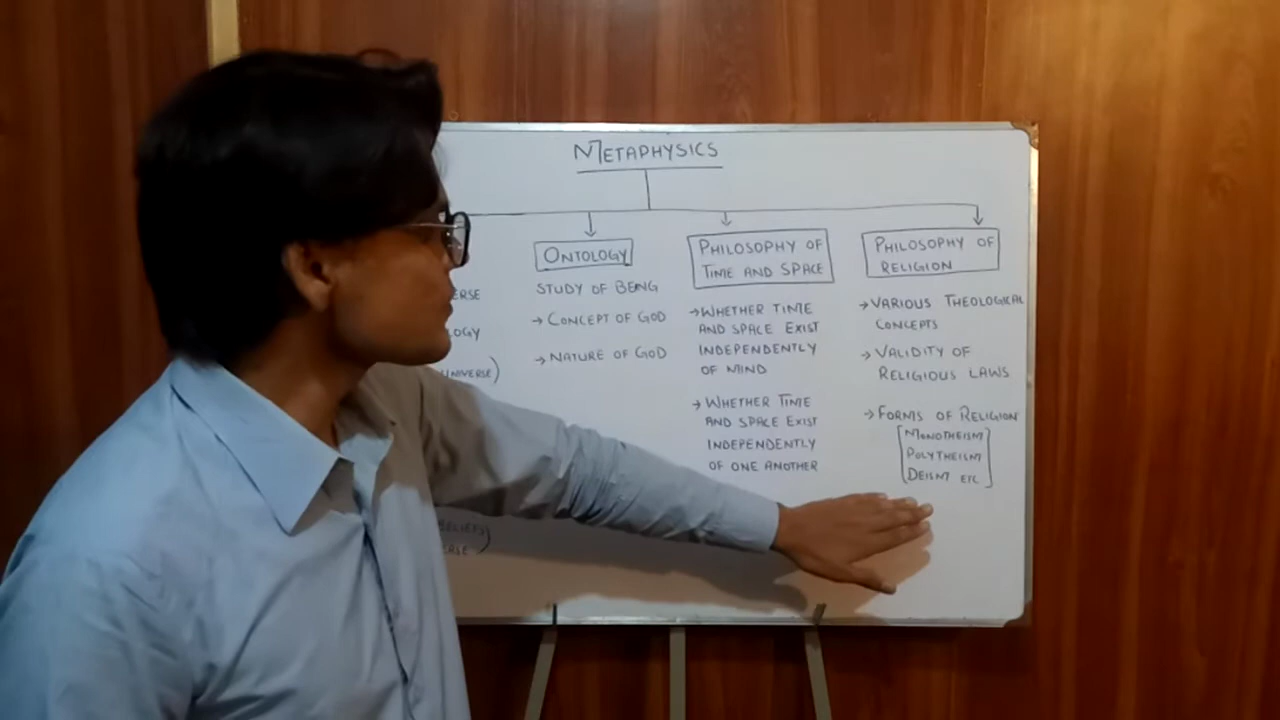 METAPHYSICS
ONTOLOGY
STUDY OF BEING
→ CONCEPT OF GOD
→ NATURE OF GOD
PHILOSOPHY OF
TIME AND SPACE
→ WHETHER TIME
AND SPACE EXIST
INDEPENDENTLY
OF MIND
→ WHETHER TIME
AND SPACE EXIST
INDEPENDENTLY
OF ONE ANOTHER
PHILOSOPHY OF
RELIGION
→ VARIOUS THEOLOGICAL
CONCEPTS
→ VALIDITY OF
RELIGIOUS LAWS
→ FORMS OF RELIGION
[MONOTHEISM
POLYTHEISM
DEISM ETC]
UNIVERSE)